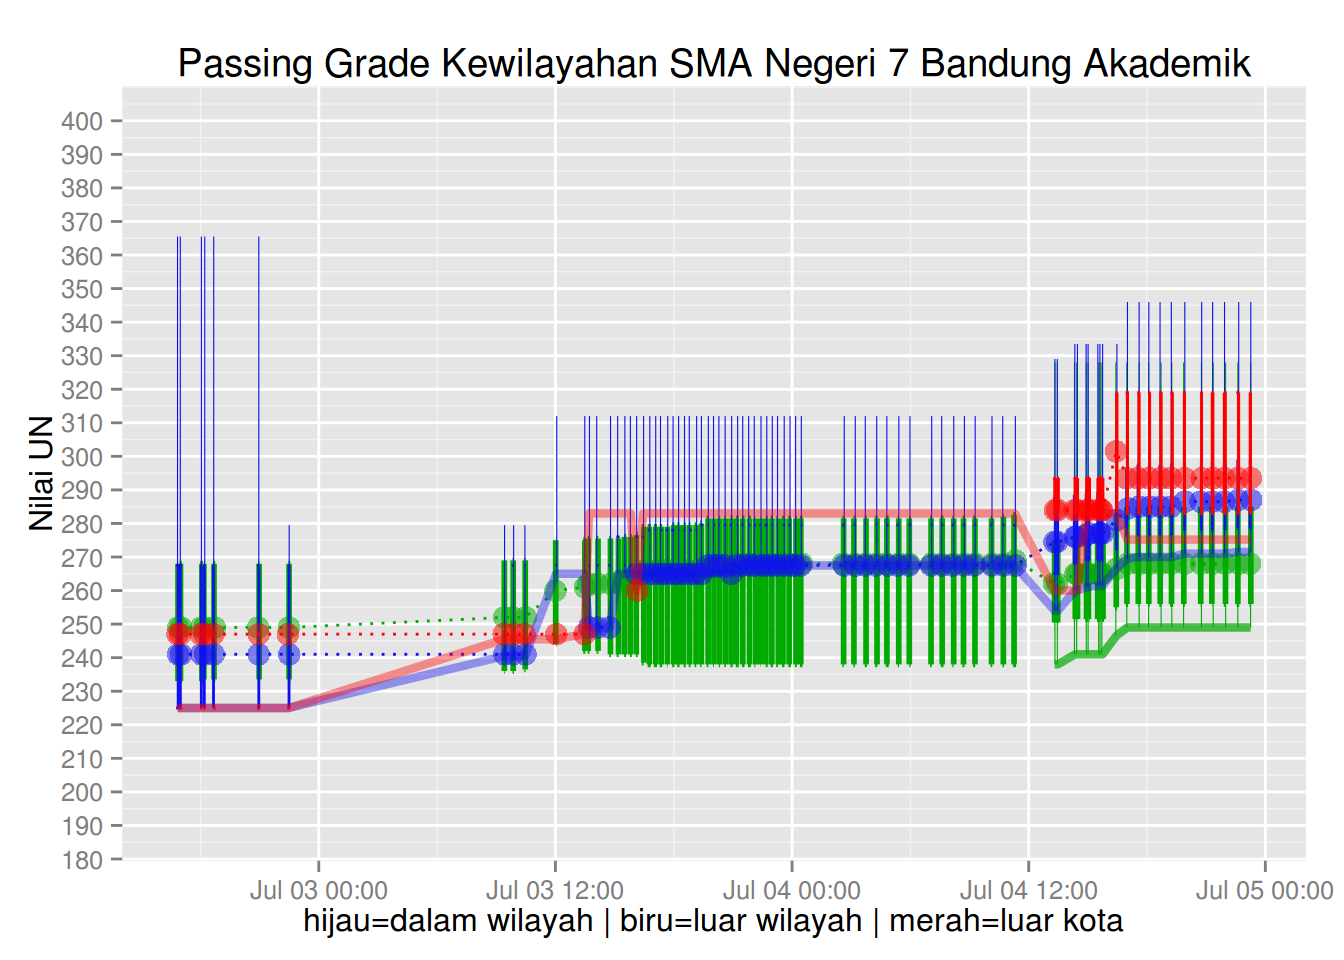 Passing Grade Kewilayahan SMA Negeri 7 Bandung Akademik
Nilai UN
400
390
380
370
360
350
340
330
320
310
300
290
280
270
260
250
240
230
220
210
200
190
180
Jul 03 00:00
Jul 03 12:00
Jul 04 00:00
Jul 04 12:00
Jul 05 00:00
hijau=dalam wilayah | biru=luar wilayah | merah=luar kota